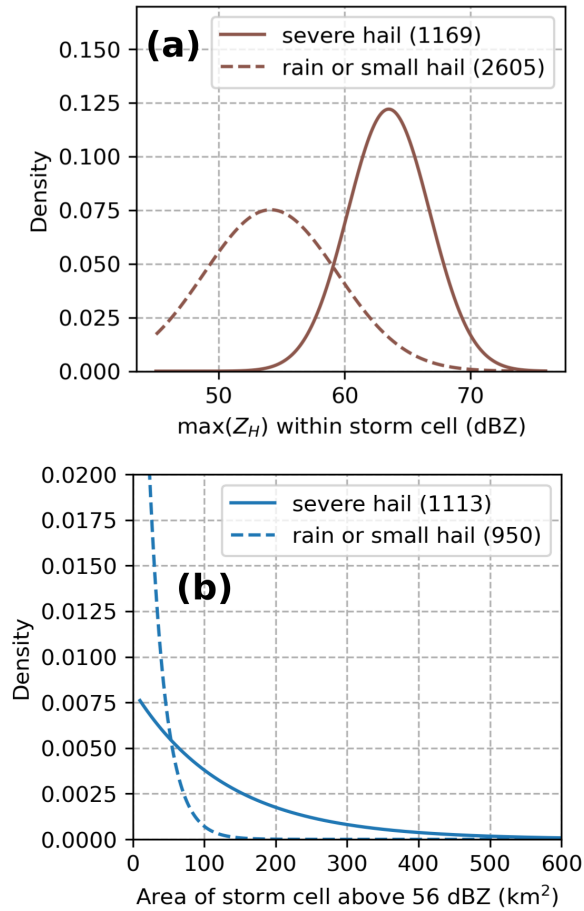 (a)
severe hail (1169)
rain or small hail (2605)
0.150
0.125
0.100
0.075
0.050
0.025
0.000
Density
50 60 70
max(Z_H) within storm cell (dBZ)
(b)
severe hail (1113)
rain or small hail (950)
0.0200
0.0175
0.0150
0.0125
0.0100
0.0075
0.0050
0.0025
0.0000
Density
0 100 200 300 400 500 600
Area of storm cell above 56 dBZ (km²)